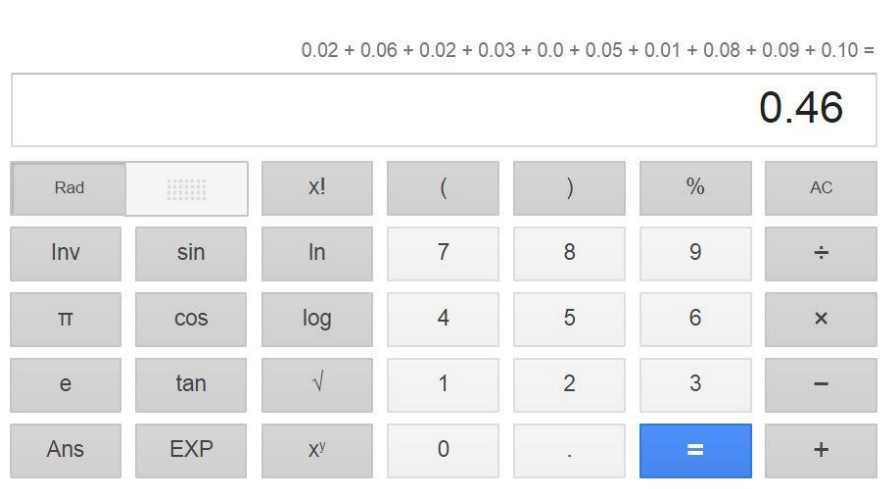 0.02 + 0.06 + 0.02 + 0.03 + 0.0 + 0.05 + 0.01 + 0.08 + 0.09 + 0.10 =
0.46
Rad x! ( ) % AC
Inv sin ln 7 8 9 ÷
π cos log 4 5 6 ×
e tan √ 1 2 3 −
Ans EXP xʸ 0 . = +